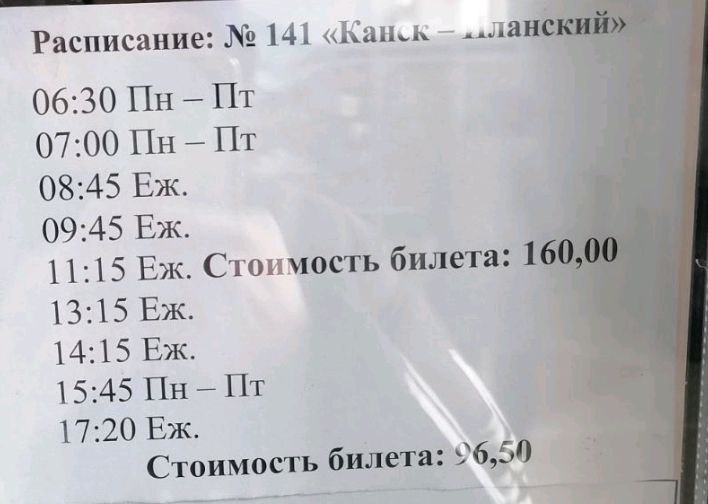 Расписание: № 141 «Канск – Иланский»
06:30 Пн – Пт
07:00 Пн – Пт
08:45 Еж.
09:45 Еж.
11:15 Еж. Стоимость билета: 160,00
13:15 Еж.
14:15 Еж.
15:45 Пн – Пт
17:20 Еж.
Стоимость билета: 96,50